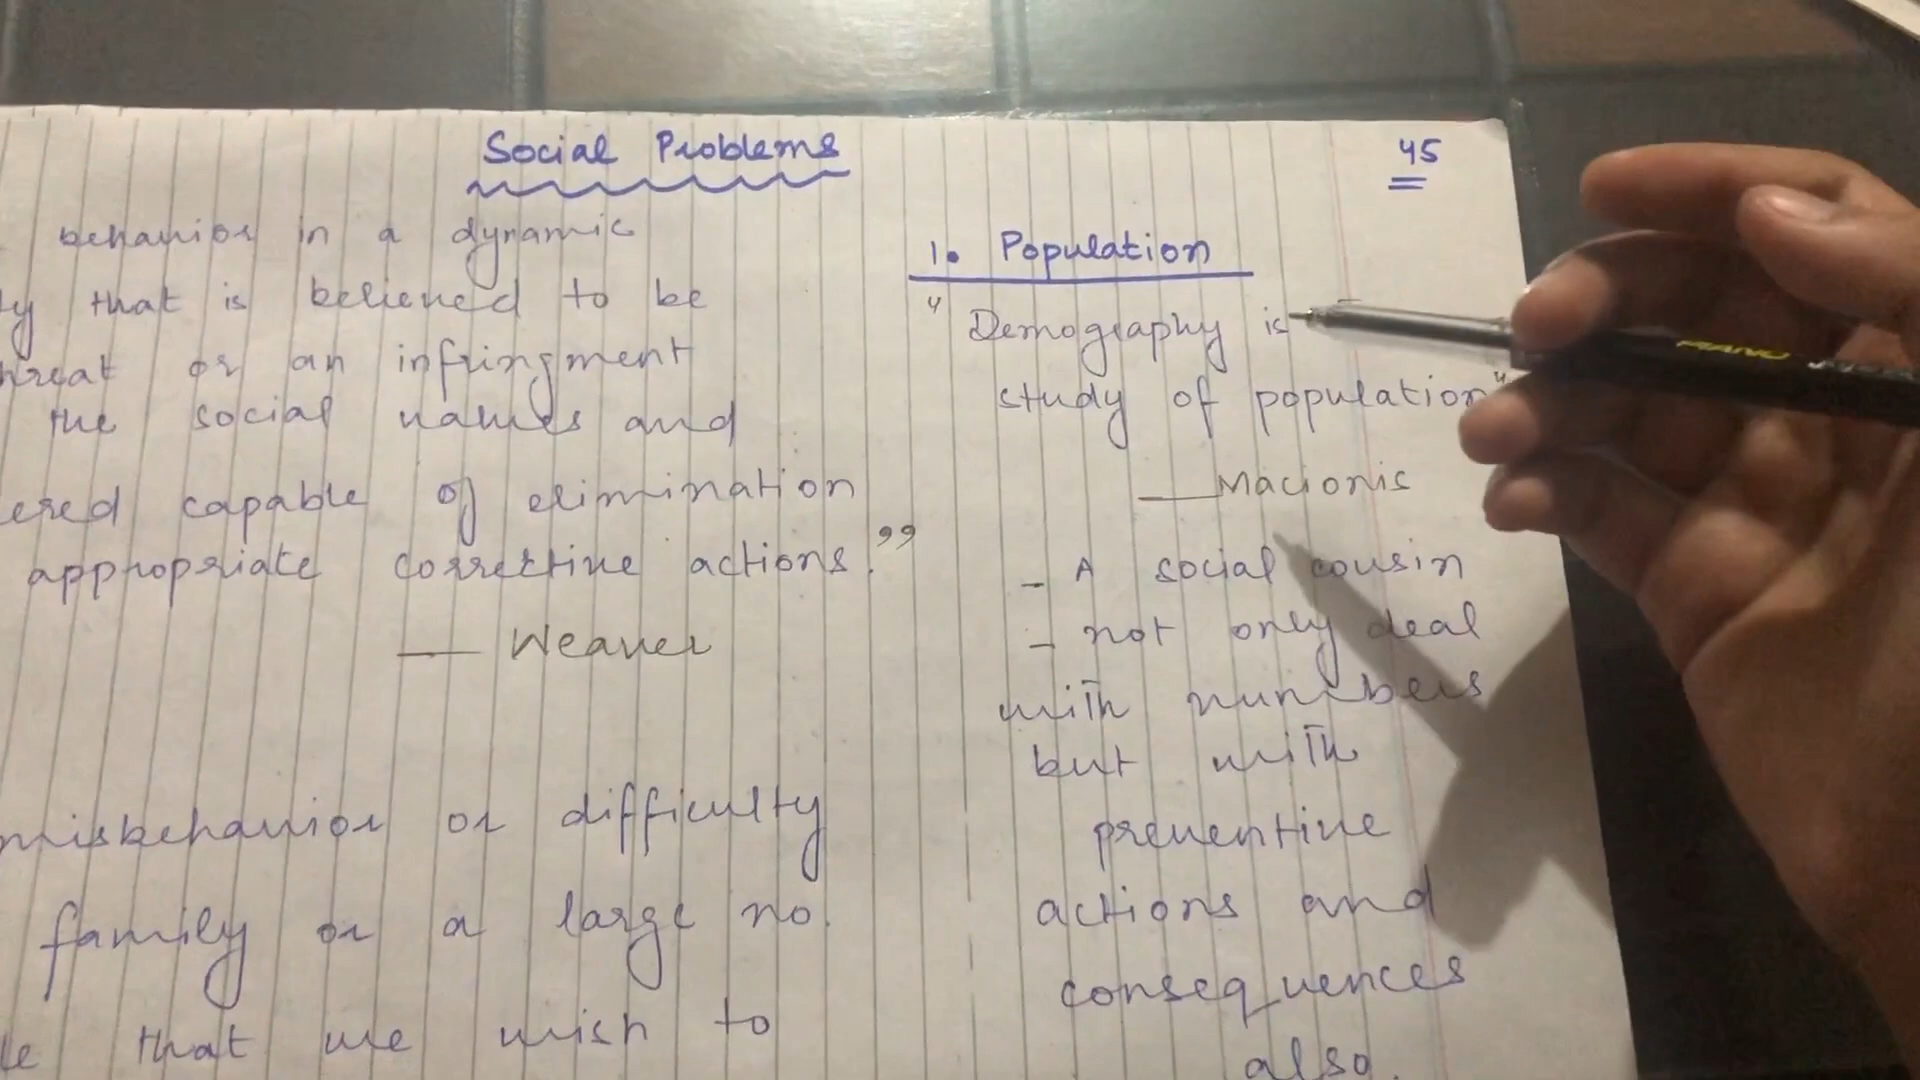 Social Problems
45
behavior in a dynamic
that is believed to be
or an infringment
the social values and
capable of elimination
appropriate corrective actions."
— Weaver
misbehavior or difficulty
family or a large no.
that we wish to
1. Population
"Demography is
study of population"
— Macionis
- A social cousin
- not only deal
with numbers
but with
preventive
actions and
consequences
also.